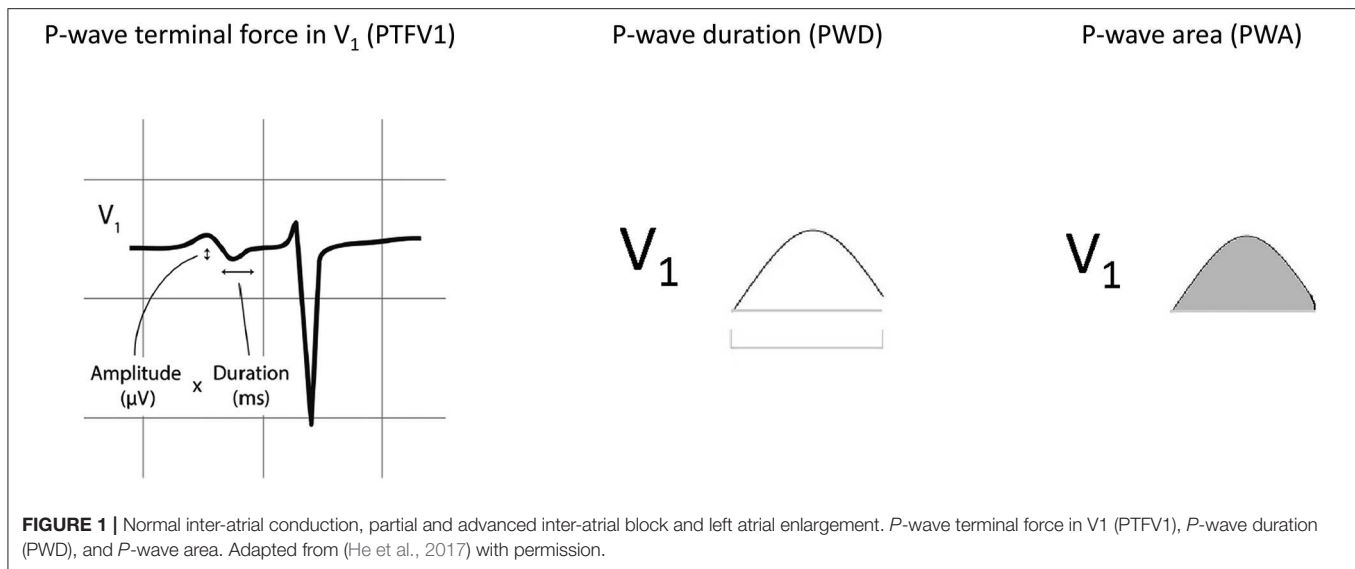 P-wave terminal force in V1 (PTFV1)
P-wave duration (PWD)
P-wave area (PWA)
V1
Amplitude
(µV)
x
Duration
(ms)
V1
V1
FIGURE 1 | Normal inter-atrial conduction, partial and advanced inter-atrial block and left atrial enlargement. P-wave terminal force in V1 (PTFV1), P-wave duration
(PWD), and P-wave area. Adapted from (He et al., 2017) with permission.